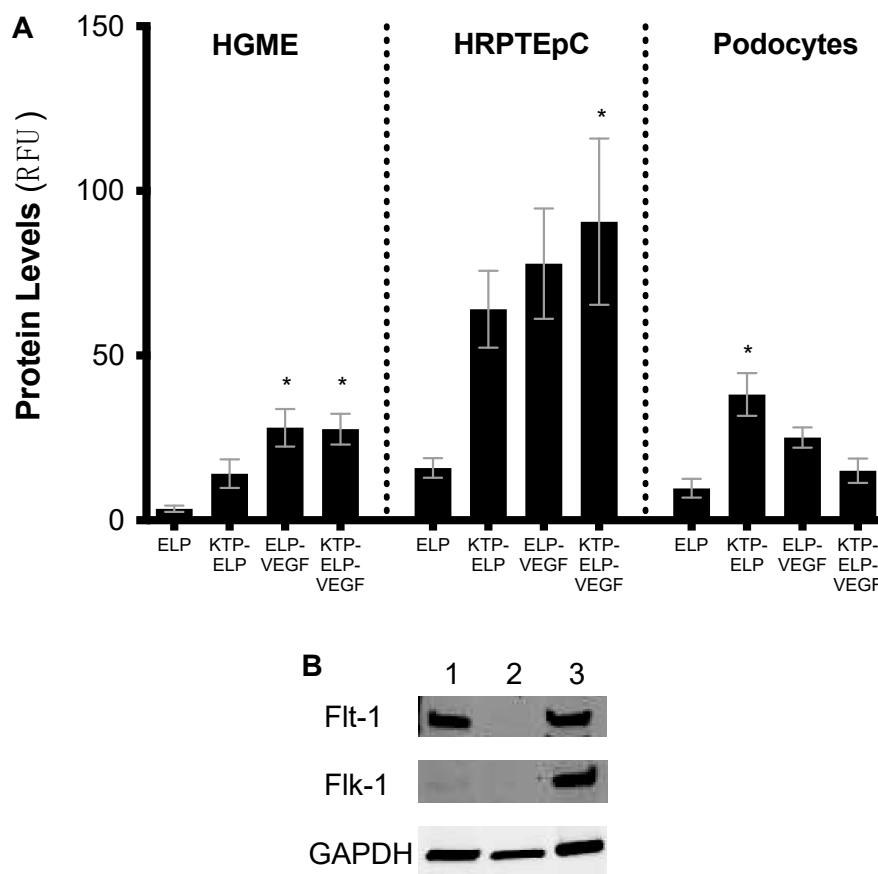 A
Protein Levels (RFU)
150
100
50
0
HGME
HRPTEpC
Podocytes
*
*
*
*
ELP
KTP-
ELP
ELP-
VEGF
KTP-
ELP-
VEGF
ELP
KTP-
ELP
ELP-
VEGF
KTP-
ELP-
VEGF
ELP
KTP-
ELP
ELP-
VEGF
KTP-
ELP-
VEGF
B
1 2 3
Flt-1
Flk-1
GAPDH